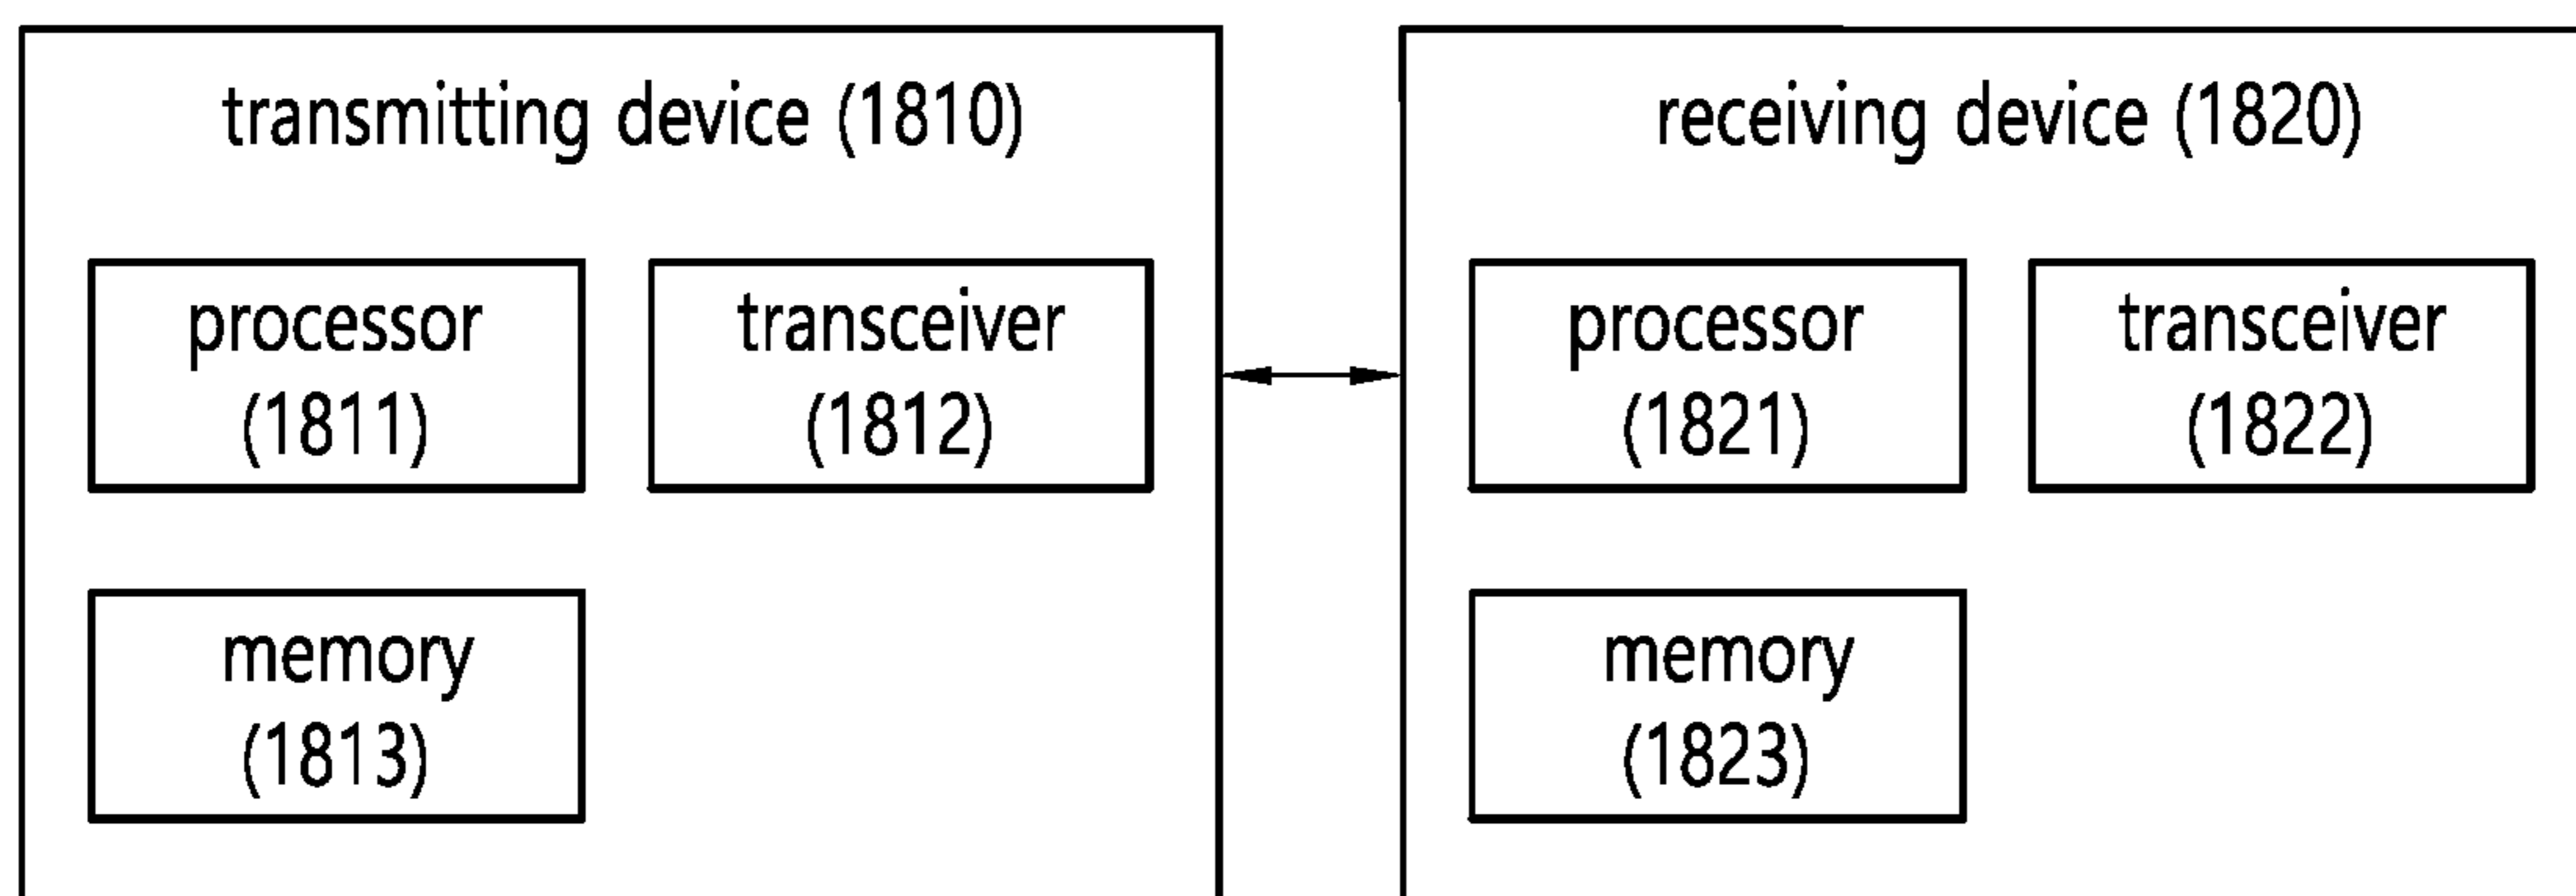 transmitting device (1810)
processor
(1811)
transceiver
(1812)
memory
(1813)
receiving device (1820)
processor
(1821)
transceiver
(1822)
memory
(1823)